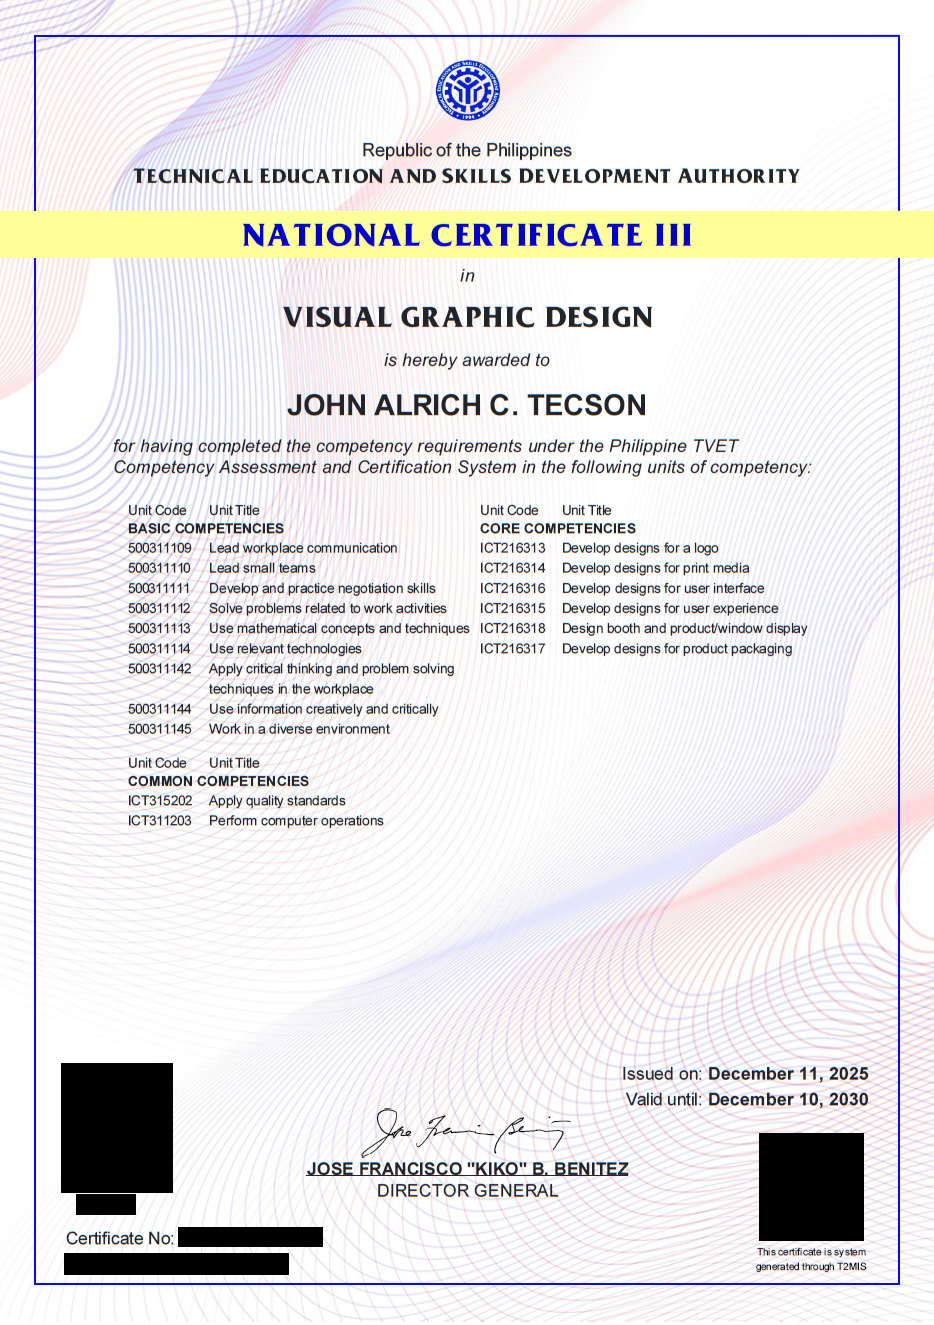 TECHNICAL EDUCATION AND SKILLS DEVELOPMENT AUTHORITY
• 1994 •
Republic of the Philippines
TECHNICAL EDUCATION AND SKILLS DEVELOPMENT AUTHORITY
NATIONAL CERTIFICATE III
in
VISUAL GRAPHIC DESIGN
is hereby awarded to
JOHN ALRICH C. TECSON
for having completed the competency requirements under the Philippine TVET
Competency Assessment and Certification System in the following units of competency:
Unit Code Unit Title
BASIC COMPETENCIES
500311109 Lead workplace communication
500311110 Lead small teams
500311111 Develop and practice negotiation skills
500311112 Solve problems related to work activities
500311113 Use mathematical concepts and techniques
500311114 Use relevant technologies
500311142 Apply critical thinking and problem solving
techniques in the workplace
500311144 Use information creatively and critically
500311145 Work in a diverse environment
Unit Code Unit Title
COMMON COMPETENCIES
ICT315202 Apply quality standards
ICT311203 Perform computer operations
Unit Code Unit Title
CORE COMPETENCIES
ICT216313 Develop designs for a logo
ICT216314 Develop designs for print media
ICT216316 Develop designs for user interface
ICT216315 Develop designs for user experience
ICT216318 Design booth and product/window display
ICT216317 Develop designs for product packaging
Issued on: December 11, 2025
Valid until: December 10, 2030
JOSE FRANCISCO "KIKO" B. BENITEZ
DIRECTOR GENERAL
Certificate No:
This certificate is system
generated through T2MIS